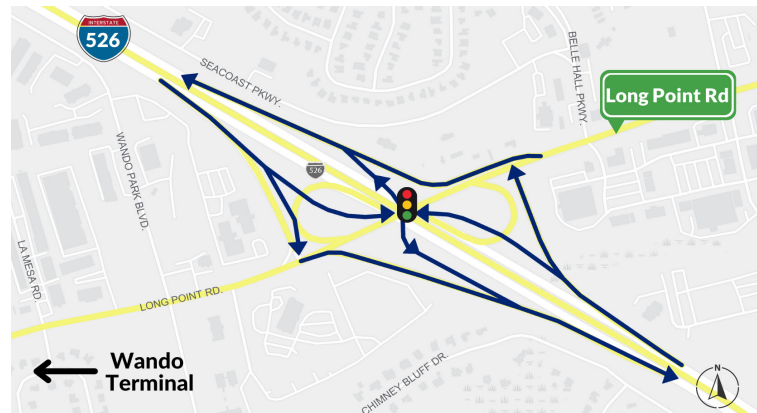 INTERSTATE
526
SEACOAST PKWY.
BELLE HALL PKWY.
Long Point Rd
WANDO PARK BLVD.
526
LA MESA RD.
LONG POINT RD.
Wando
Terminal
CHIMNEY BLUFF DR.
N